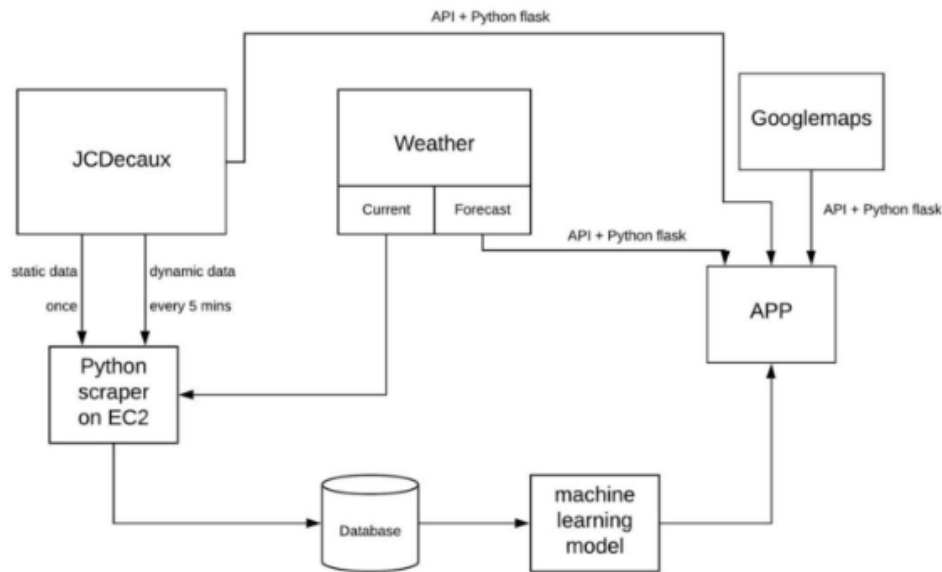 API + Python flask
JCDecaux
Weather
Current
Forecast
Googlemaps
API + Python flask
API + Python flask
static data
once
dynamic data
every 5 mins
APP
Python
scraper
on EC2
Database
machine
learning
model